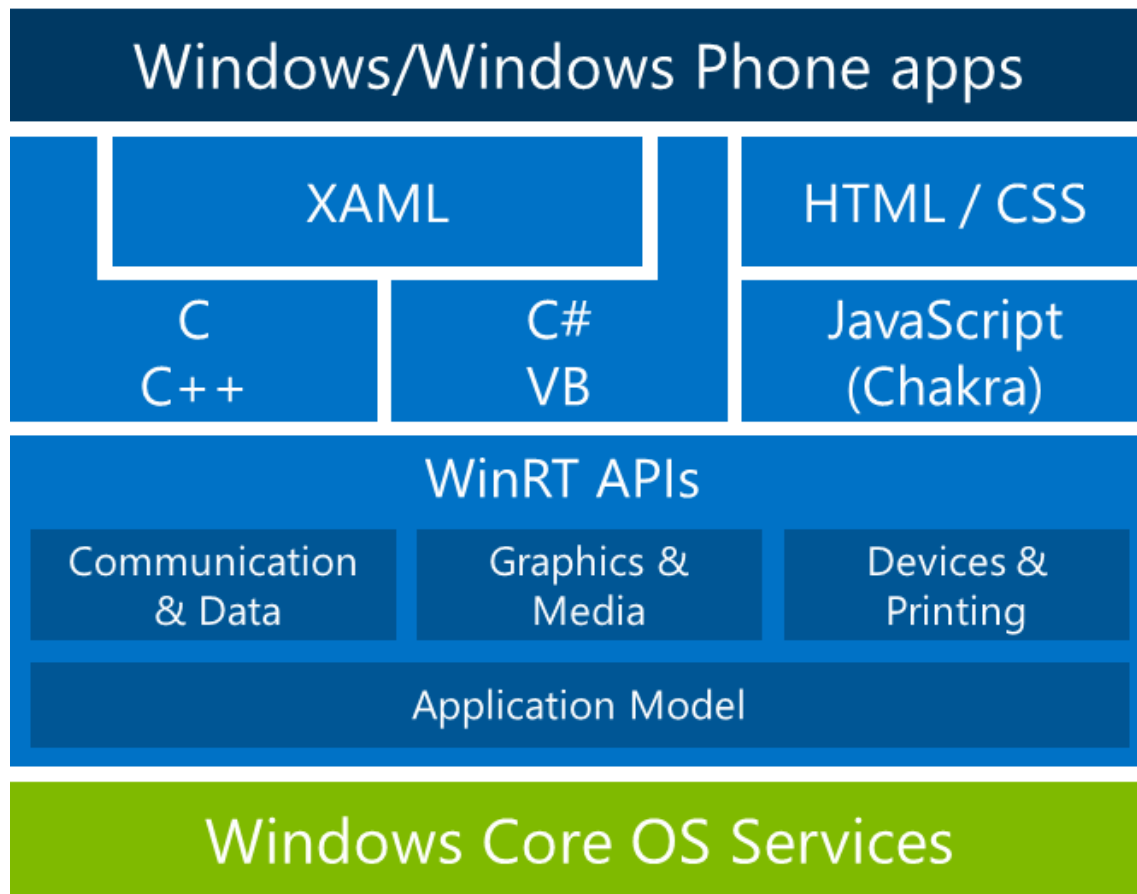 Windows/Windows Phone apps
XAML
HTML / CSS
C
C++
C#
VB
JavaScript
(Chakra)
WinRT APIs
Communication
& Data
Graphics &
Media
Devices &
Printing
Application Model
Windows Core OS Services